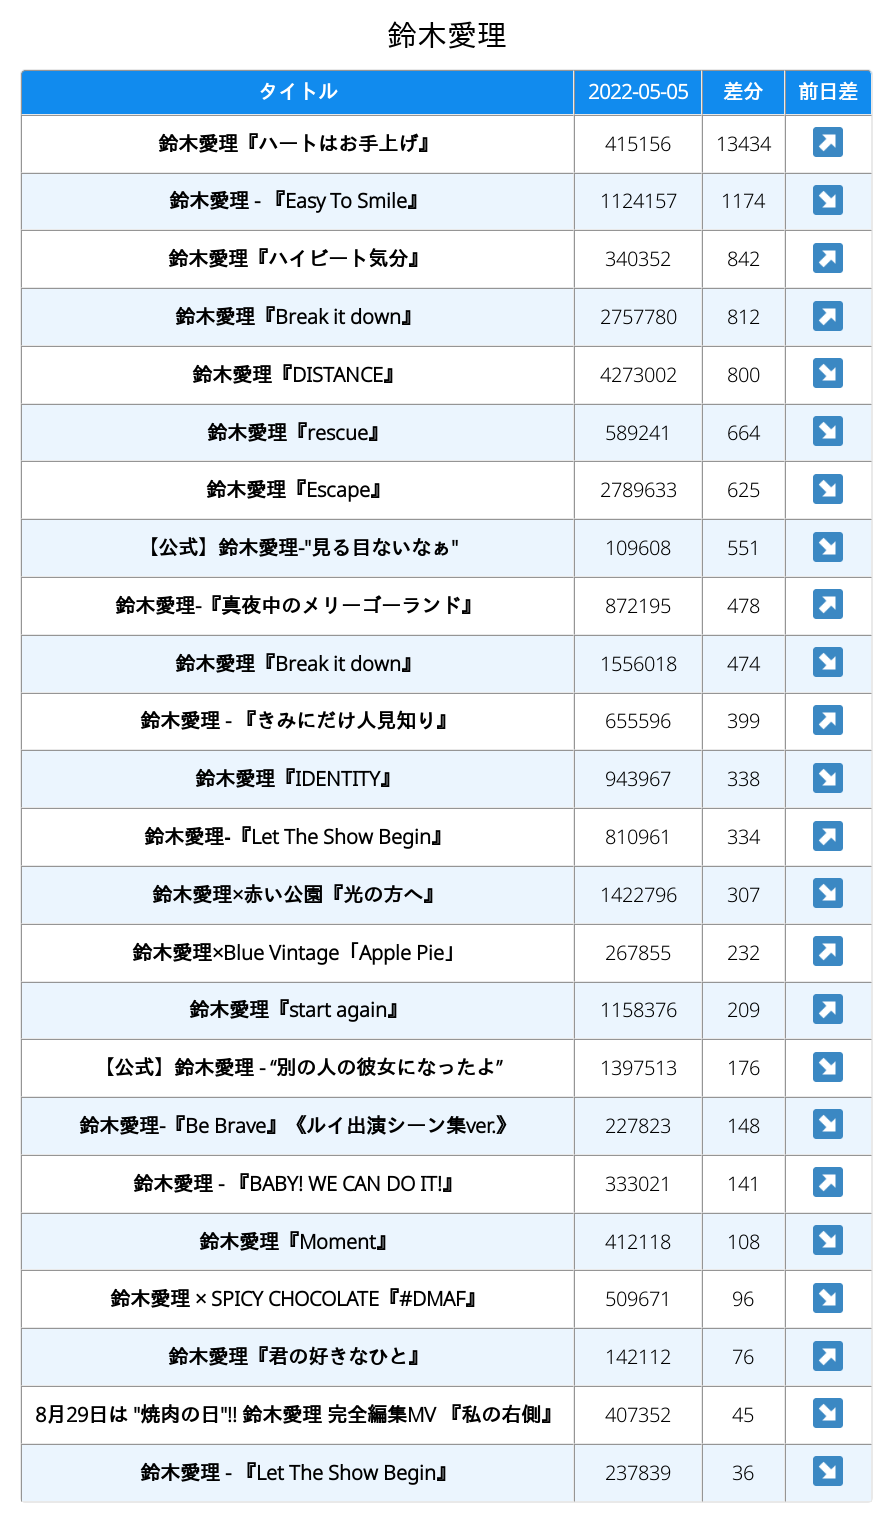 鈴木愛理
タイトル 2022-05-05 差分 前日差
鈴木愛理『ハートはお手上げ』 415156 13434 ↗
鈴木愛理 - 『Easy To Smile』 1124157 1174 ↘
鈴木愛理『ハイビート気分』 340352 842 ↗
鈴木愛理『Break it down』 2757780 812 ↗
鈴木愛理『DISTANCE』 4273002 800 ↘
鈴木愛理『rescue』 589241 664 ↘
鈴木愛理『Escape』 2789633 625 ↘
【公式】鈴木愛理-"見る目ないなぁ" 109608 551 ↘
鈴木愛理-『真夜中のメリーゴーランド』 872195 478 ↗
鈴木愛理『Break it down』 1556018 474 ↘
鈴木愛理 - 『きみにだけ人見知り』 655596 399 ↗
鈴木愛理『IDENTITY』 943967 338 ↘
鈴木愛理-『Let The Show Begin』 810961 334 ↗
鈴木愛理×赤い公園『光の方へ』 1422796 307 ↘
鈴木愛理×Blue Vintage「Apple Pie」 267855 232 ↗
鈴木愛理『start again』 1158376 209 ↗
【公式】鈴木愛理 - “別の人の彼女になったよ” 1397513 176 ↘
鈴木愛理-『Be Brave』《ルイ出演シーン集ver.》 227823 148 ↘
鈴木愛理 - 『BABY! WE CAN DO IT!』 333021 141 ↗
鈴木愛理『Moment』 412118 108 ↘
鈴木愛理 × SPICY CHOCOLATE『#DMAF』 509671 96 ↘
鈴木愛理『君の好きなひと』 142112 76 ↗
8月29日は "焼肉の日"!! 鈴木愛理 完全編集MV 『私の右側』 407352 45 ↘
鈴木愛理 - 『Let The Show Begin』 237839 36 ↘